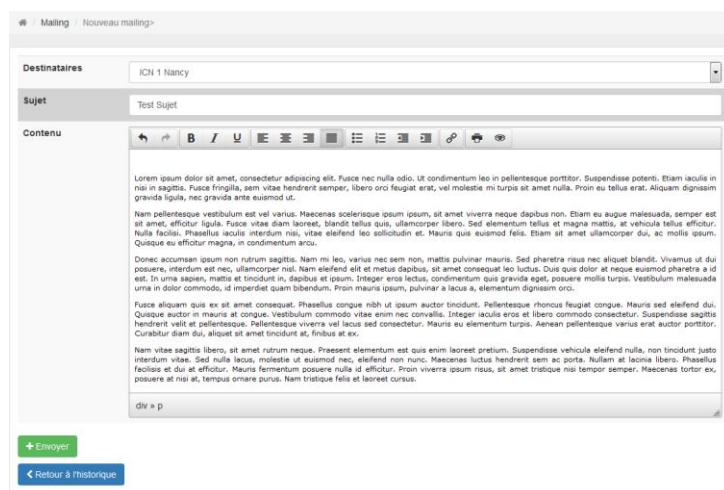 / Mailing / Nouveau mailing>
Destinataires
ICN 1 Nancy
Sujet
Test Sujet
Contenu
B I U
Lorem ipsum dolor sit amet, consectetur adipiscing elit. Fusce nec nulla odio. Ut condimentum leo in pellentesque porttitor. Suspendisse potenti. Etiam iaculis in
nisi in sagittis. Fusce fringilla, sem vitae hendrerit semper, libero orci feugiat erat, vel molestie mi turpis sit amet nulla. Proin eu tellus erat. Aliquam dignissim
gravida ligula, nec gravida ante euismod ut.
Nam pellentesque vestibulum est vel varius. Maecenas scelerisque ipsum ipsum, sit amet viverra neque dapibus non. Etiam eu augue malesuada, semper est
sit amet, efficitur ligula. Fusce vitae diam laoreet, blandit tellus quis, ullamcorper libero. Sed elementum tellus et magna mattis, at vehicula tellus efficitur.
Nulla facilisi. Phasellus iaculis interdum nisi, vitae eleifend leo sollicitudin et. Mauris quis euismod felis. Etiam sit amet ullamcorper dui, ac mollis ipsum.
Quisque eu efficitur magna, in condimentum arcu.
Donec accumsan ipsum non rutrum sagittis. Nam mi leo, varius nec sem non, mattis pulvinar mauris. Sed pharetra risus nec aliquet blandit. Vivamus ut dui
posuere, interdum est nec, ullamcorper nisl. Nam eleifend elit et metus dapibus, sit amet consequat leo luctus. Duis quis dolor at neque euismod pharetra a id
est. In urna sapien, mattis et tincidunt in, dapibus et ipsum. Integer eros lectus, condimentum quis gravida eget, posuere mollis turpis. Vestibulum malesuada
urna in dolor commodo, id imperdiet quam bibendum. Proin mauris ipsum, pulvinar a lacus a, elementum dignissim orci.
Fusce aliquam quis ex sit amet consequat. Phasellus congue nibh ut ipsum auctor tincidunt. Pellentesque rhoncus feugiat congue. Mauris sed eleifend dui.
Quisque auctor in mauris at congue. Vestibulum commodo vitae enim nec convallis. Integer iaculis eros et libero commodo consectetur. Suspendisse sagittis
hendrerit velit et pellentesque. Pellentesque viverra vel lacus sed consectetur. Mauris eu elementum turpis. Aenean pellentesque varius erat auctor porttitor.
Curabitur diam dui, aliquet sit amet tincidunt at, finibus at ex.
Nam vitae sagittis libero, sit amet rutrum neque. Praesent elementum est quis enim laoreet pretium. Suspendisse vehicula eleifend nulla, non tincidunt justo
interdum vitae. Sed nulla lacus, molestie ut euismod nec, eleifend non nunc. Maecenas luctus hendrerit sem ac porta. Nullam at lacinia libero. Phasellus
facilisis et dui at efficitur. Mauris fermentum posuere nulla id efficitur. Proin viverra ipsum risus, sit amet tristique nisi tempor semper. Maecenas tortor ex,
posuere at nisi at, tempus ornare purus. Nam tristique felis et laoreet cursus.
div » p
Envoyer
Retour à l'historique